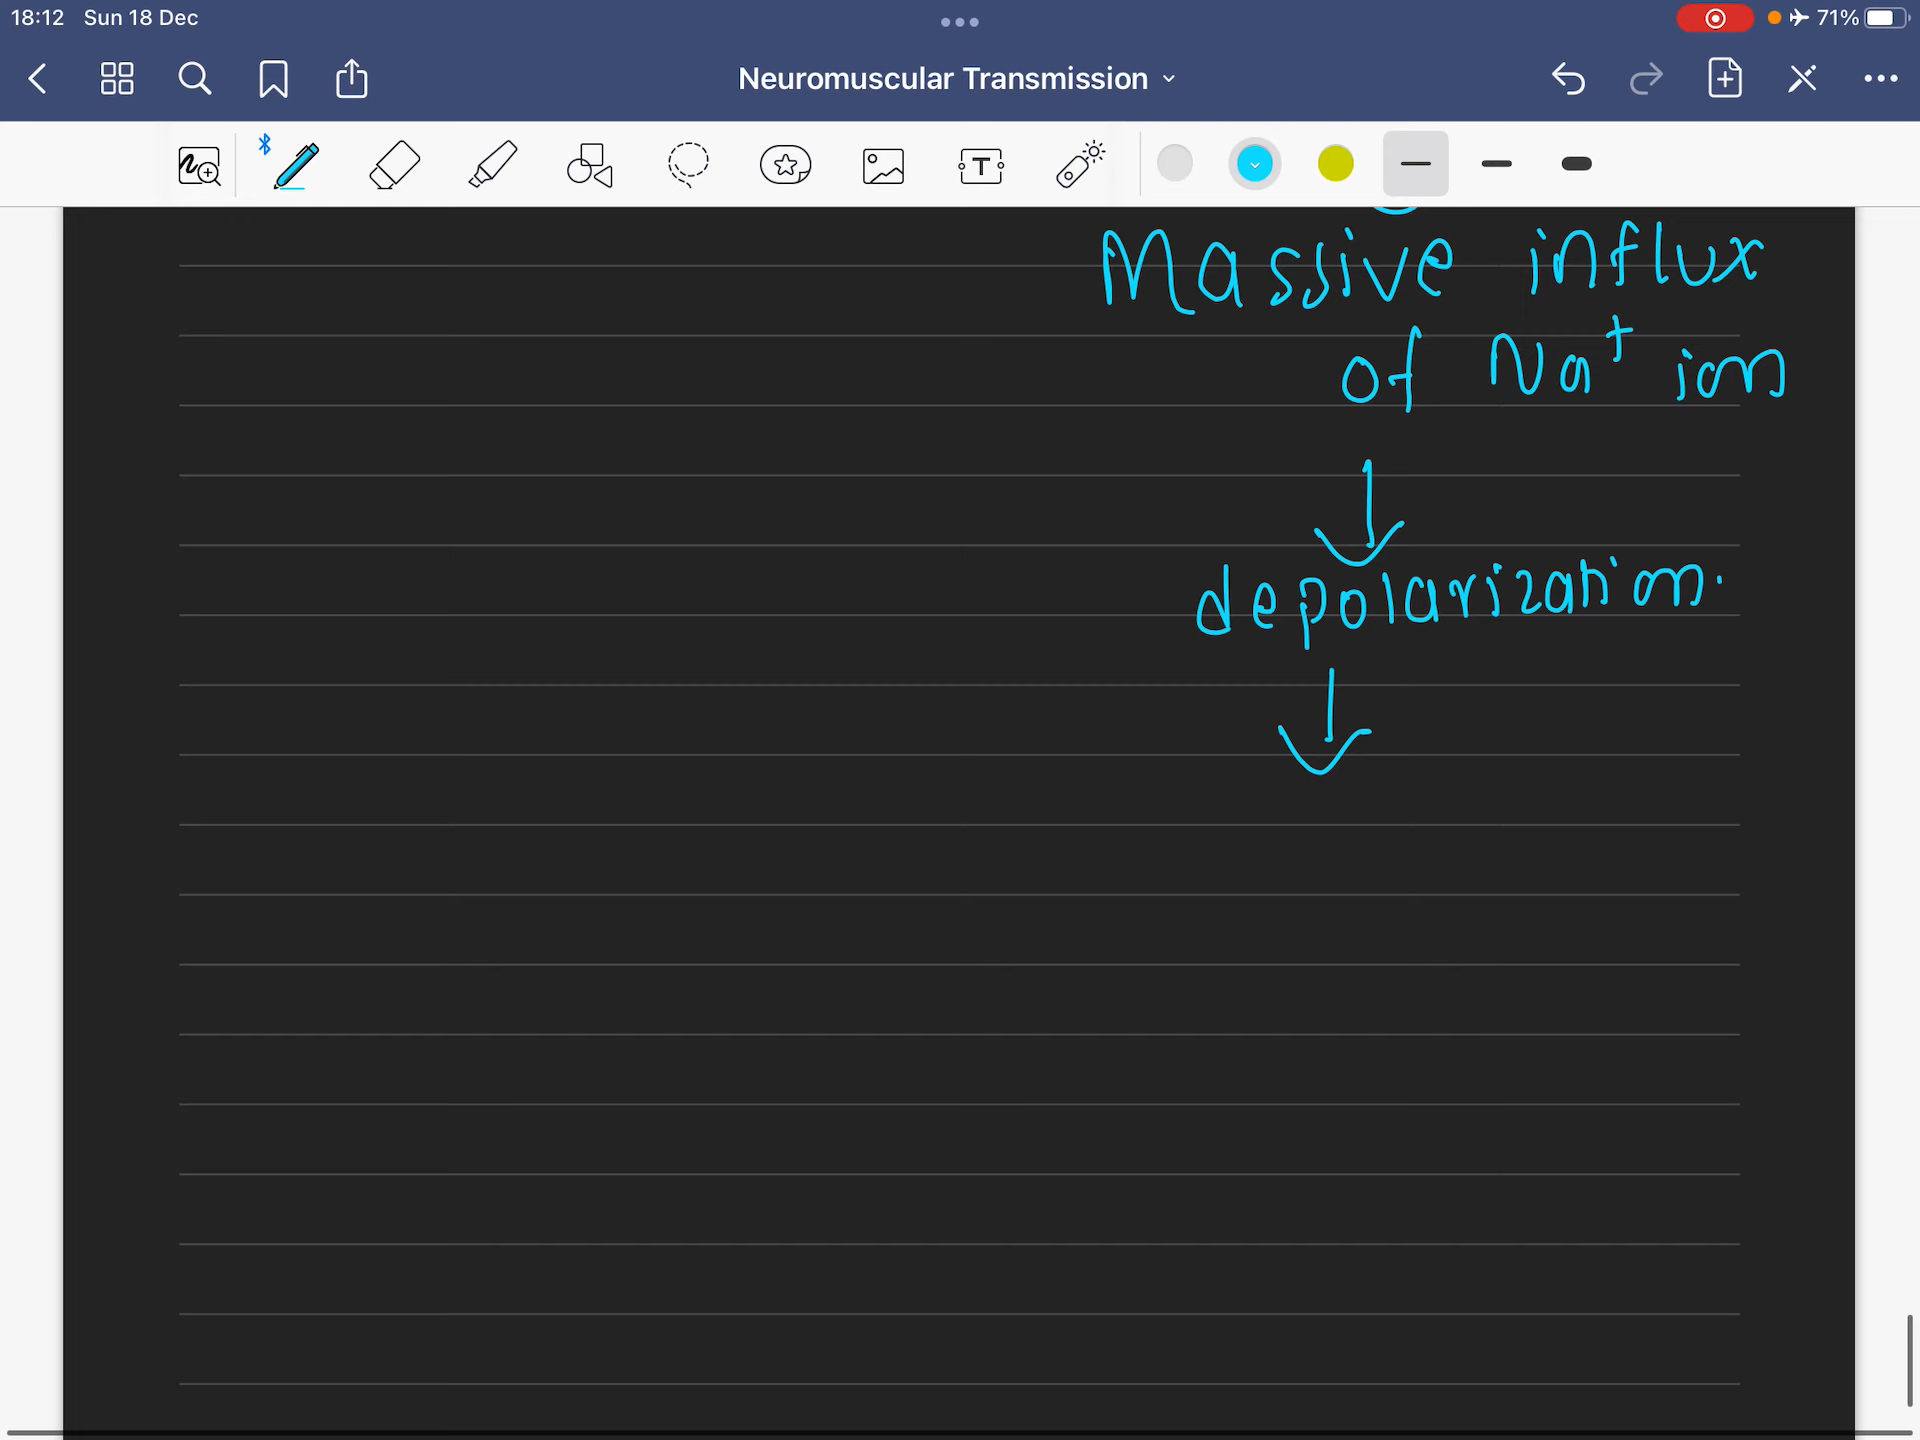 18:12 Sun 18 Dec 71%
Neuromuscular Transmission
T
Massive influx
of Na⁺ ion
↓
depolarization.
↓